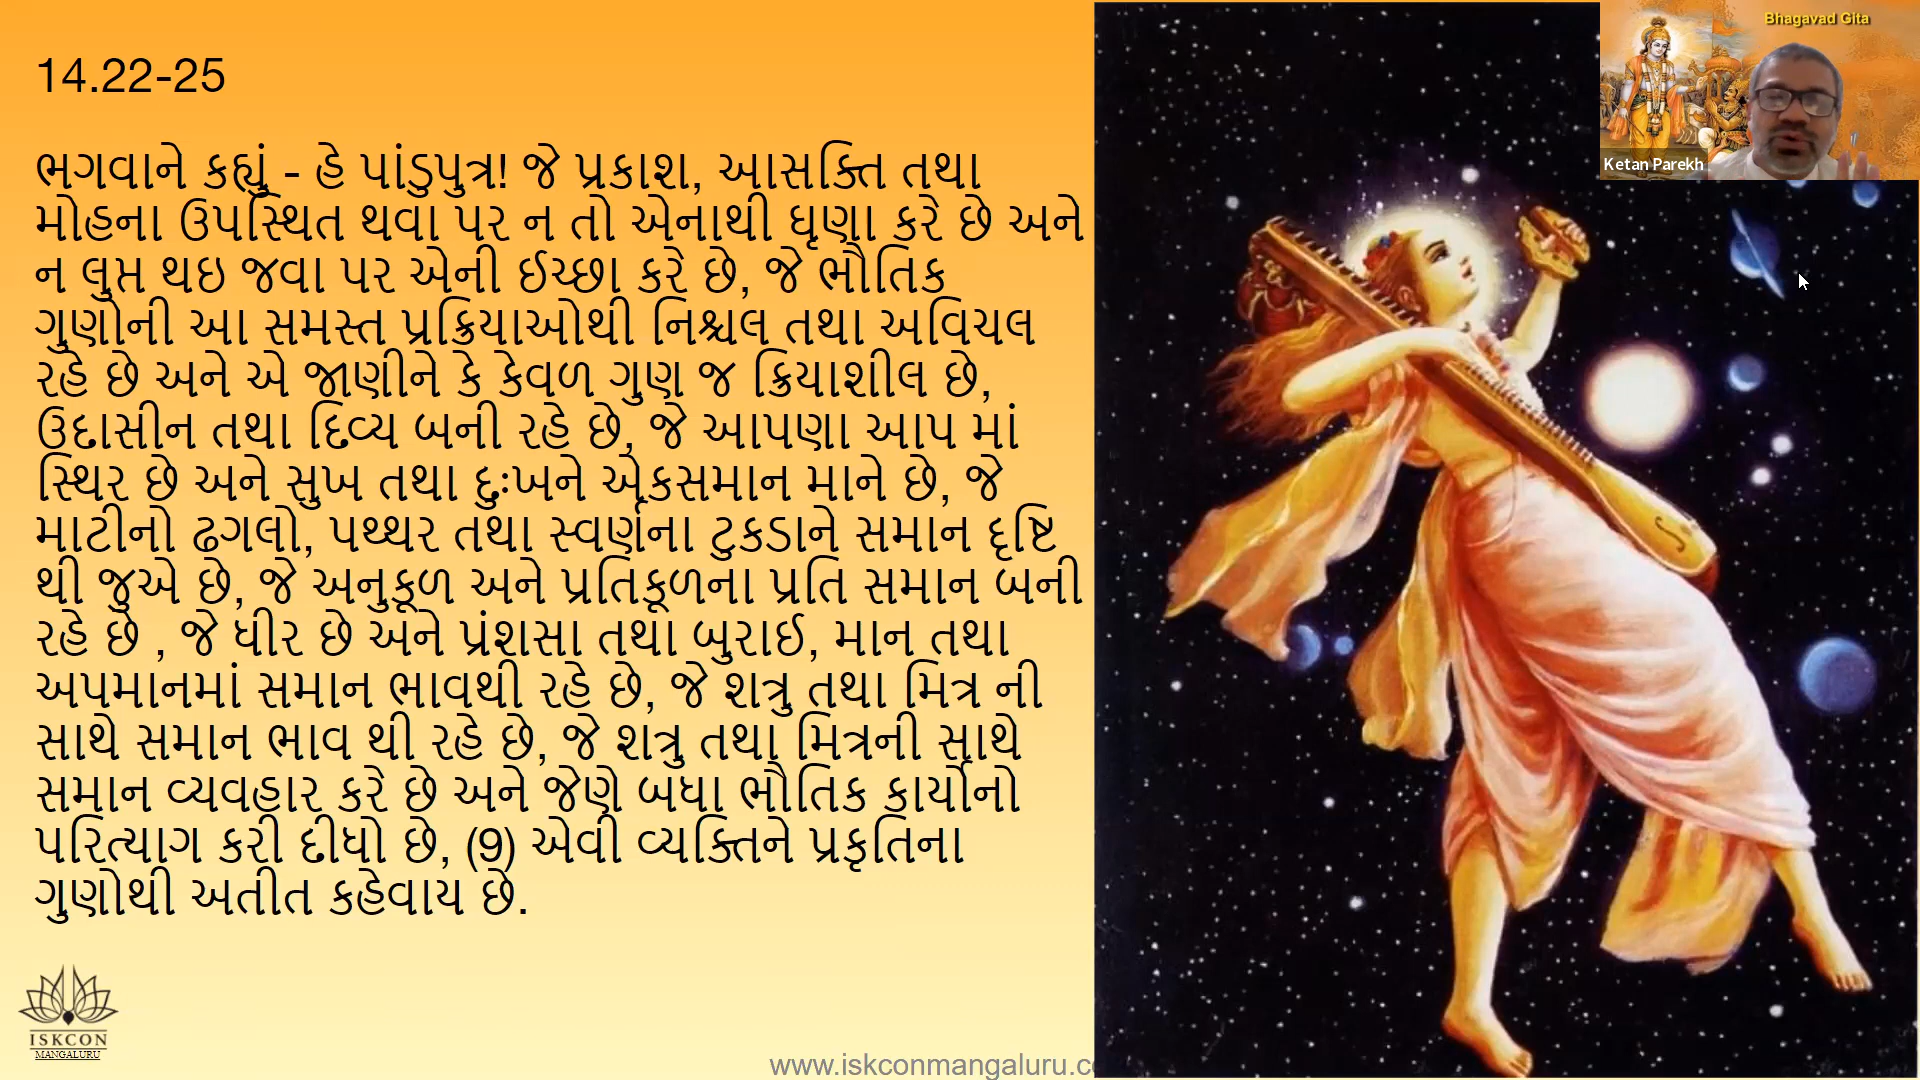 14.22-25
ભગવાને કહ્યું - હે પાંડુપુત્ર! જે પ્રકાશ, આસક્તિ તથા
મોહના ઉપસ્થિત થવા પર ન તો એનાથી ઘૃણા કરે છે અને
ન લુપ્ત થઇ જવા પર એની ઈચ્છા કરે છે, જે ભૌતિક
ગુણોની આ સમસ્ત પ્રક્રિયાઓથી નિશ્ચલ તથા અવિચલ
રહે છે અને એ જાણીને કે કેવળ ગુણ જ ક્રિયાશીલ છે,
ઉદાસીન તથા દિવ્ય બની રહે છે, જે આપણા આપ માં
સ્થિર છે અને સુખ તથા દુઃખને એકસમાન માને છે, જે
માટીનો ઢગલો, પથ્થર તથા સ્વર્ણના ટુકડાને સમાન દૃષ્ટિ
થી જુએ છે, જે અનુકૂળ અને પ્રતિકૂળના પ્રતિ સમાન બની
રહે છે , જે ધીર છે અને પ્રંશસા તથા બુરાઈ, માન તથા
અપમાનમાં સમાન ભાવથી રહે છે, જે શત્રુ તથા મિત્ર ની
સાથે સમાન ભાવ થી રહે છે, જે શત્રુ તથા મિત્રની સાથે
સમાન વ્યવહાર કરે છે અને જેણે બધા ભૌતિક કાર્યોનો
પરિત્યાગ કરી દીધો છે, (9) એવી વ્યક્તિને પ્રકૃતિના
ગુણોથી અતીત કહેવાય છે.
ISKCON
MANGALURU
www.iskconmangaluru.c
Bhagavad Gita
Ketan Parekh